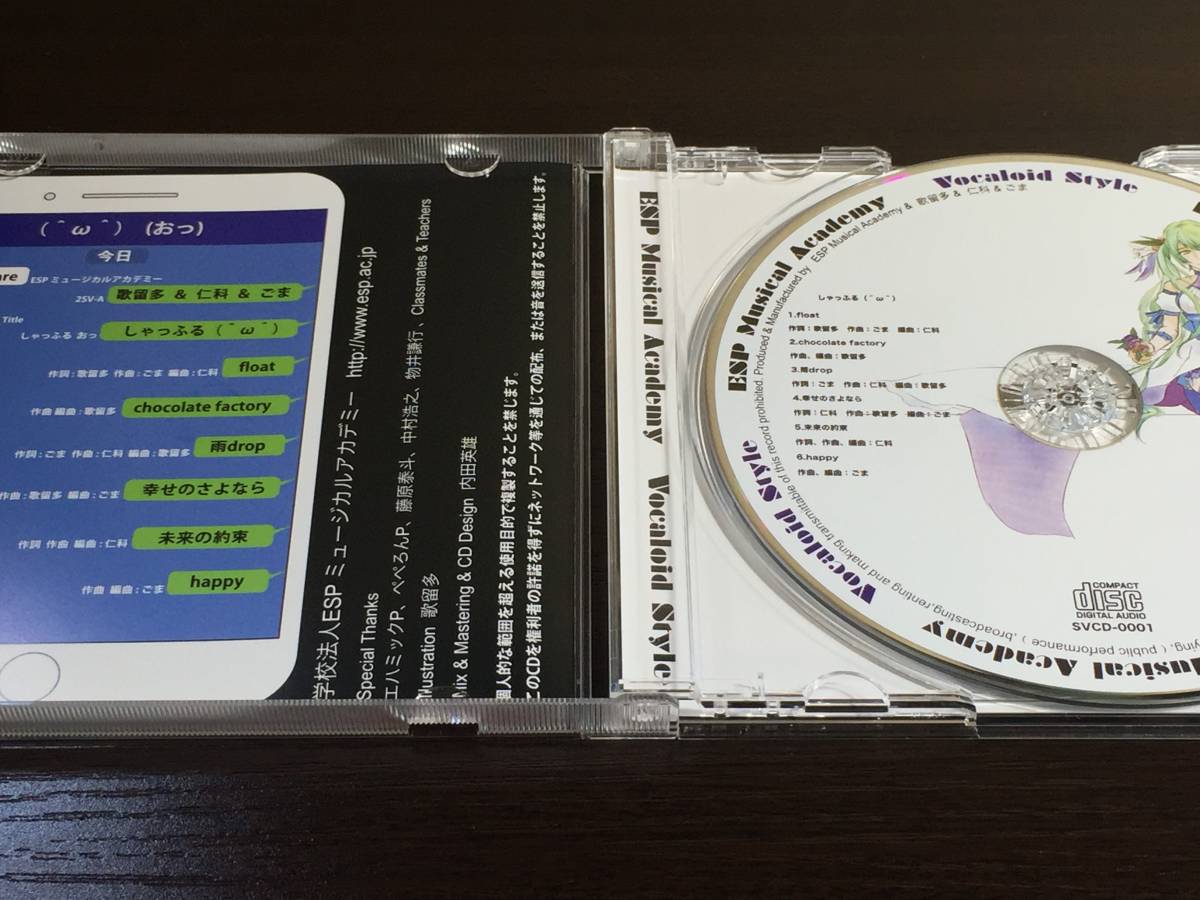 (＾ω＾) (おっ)
今日
are
ESP ミュージカルアカデミー
2SV-A 歌留多 & 仁科 & ごま
Title
しゃっふる おっ しゃっふる (＾ω＾)
作詞:歌留多 作曲:ごま 編曲:仁科 float
作曲 編曲:歌留多 chocolate factory
作詞:ごま 作曲:仁科 編曲:歌留多 雨drop
作曲:歌留多 編曲:ごま 幸せのさよなら
作詞 作曲 編曲:仁科 未来の約束
作曲 編曲:ごま happy
学校法人ESP ミュージカルアカデミー http://www.esp.ac.jp
Special Thanks
エハミックP、ぺぺろんP、藤原泰斗、中村浩之、物井謙行、Classmates & Teachers
Illustration 歌留多
Mix & Mastering & CD Design 内田英雄
個人的な範囲を超える使用目的で複製することを禁じます。
このCDを権利者の許諾を得ずにネットワーク等を通じての配布、または音を送信することを禁止します。
ESP Musical Academy Vocaloid Style
Vocaloid Style
ESP Musical Academy
ESP Musical Academy & 歌留多 & 仁科 & ごま
Produced & Manufactured by
of this record prohibited.
renting, and making transmittable
Vocaloid Style
ying, ( public performance ) ,broadcasting,
usical Academy
しゃっふる (＾ω＾)
1.float
作詞:歌留多 作曲:ごま 編曲:仁科
2.chocolate factory
作曲、編曲:歌留多
3.雨drop
作詞:ごま 作曲:仁科 編曲:歌留多
4.幸せのさよなら
作詞:仁科 作曲:歌留多 編曲:ごま
5.未来の約束
作詞、作曲、編曲:仁科
6.happy
作曲、編曲:ごま
COMPACT
disc
DIGITAL AUDIO
SVCD-0001